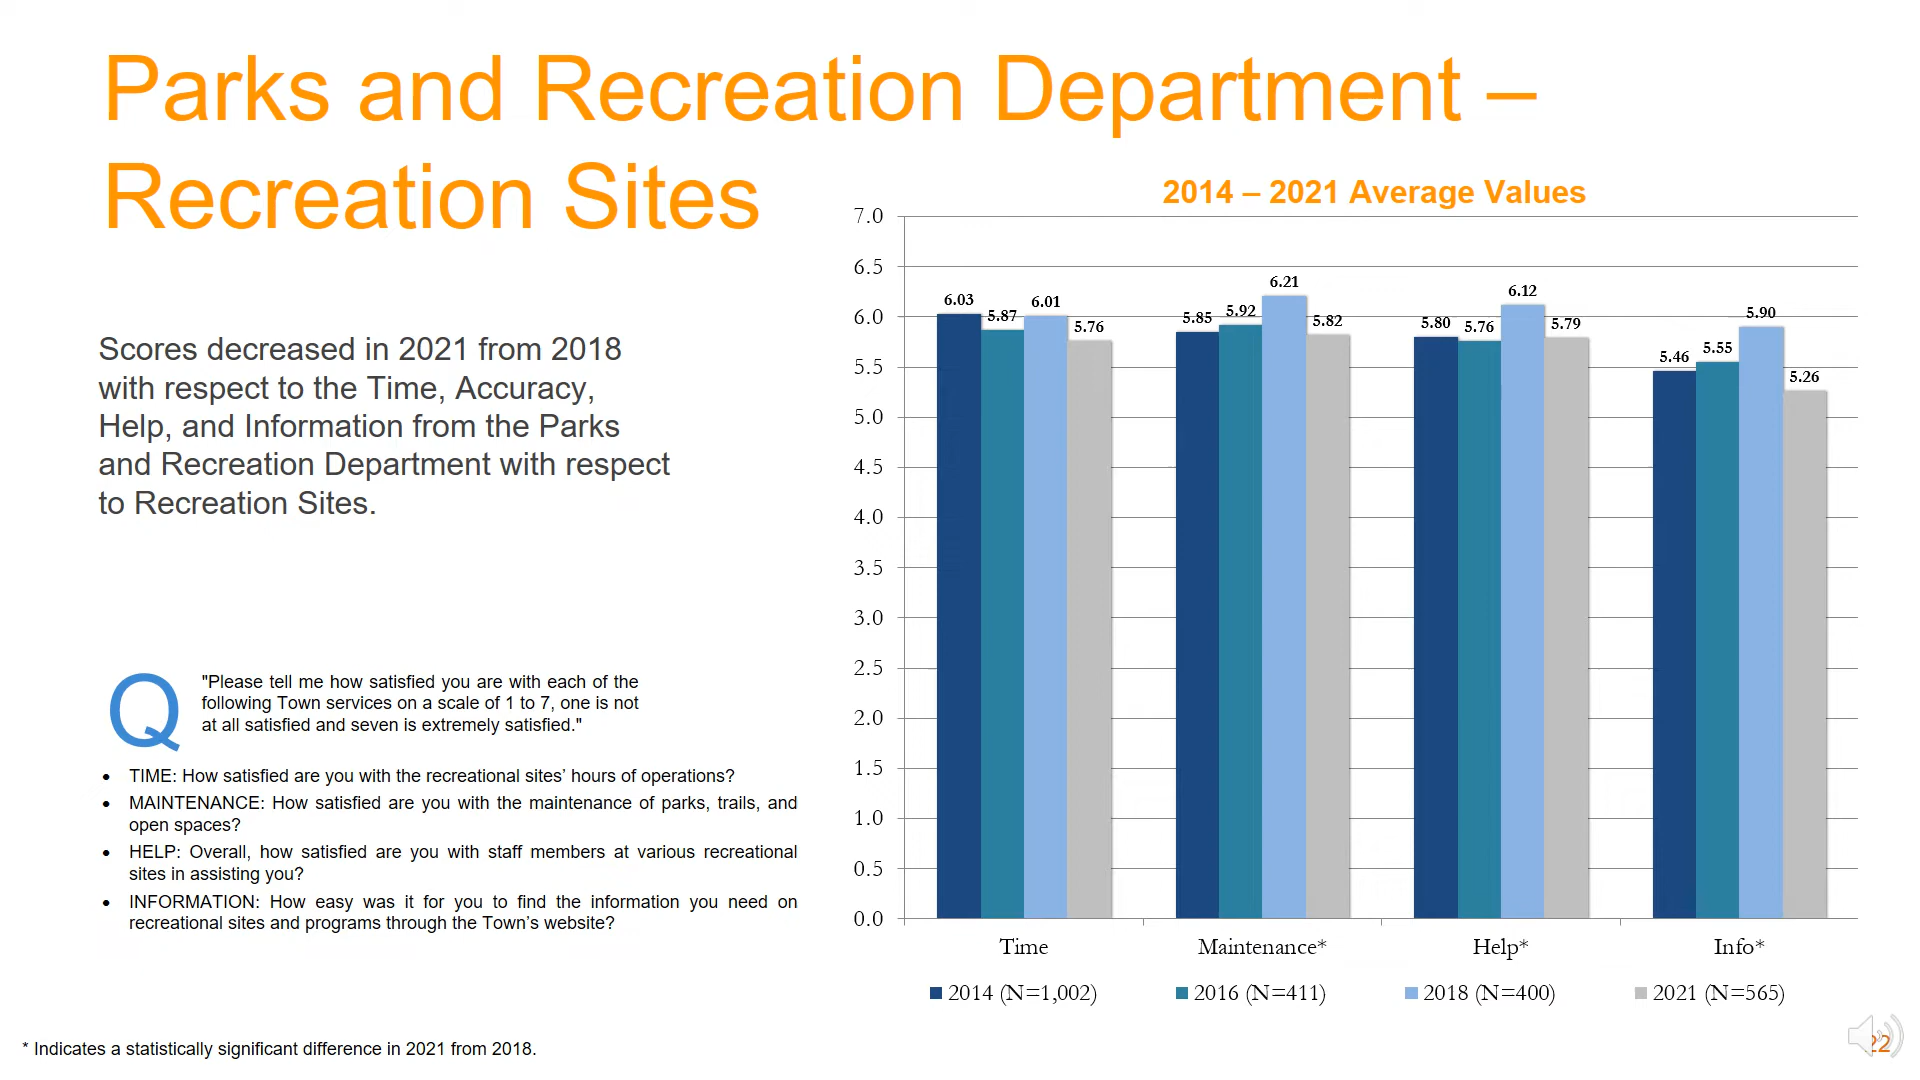 Parks and Recreation Department –
Recreation Sites
Scores decreased in 2021 from 2018
with respect to the Time, Accuracy,
Help, and Information from the Parks
and Recreation Department with respect
to Recreation Sites.
Q
"Please tell me how satisfied you are with each of the
following Town services on a scale of 1 to 7, one is not
at all satisfied and seven is extremely satisfied."
• TIME: How satisfied are you with the recreational sites’ hours of operations?
• MAINTENANCE: How satisfied are you with the maintenance of parks, trails, and
open spaces?
• HELP: Overall, how satisfied are you with staff members at various recreational
sites in assisting you?
• INFORMATION: How easy was it for you to find the information you need on
recreational sites and programs through the Town’s website?
2014 – 2021 Average Values
7.0
6.5
6.0
5.5
5.0
4.5
4.0
3.5
3.0
2.5
2.0
1.5
1.0
0.5
0.0
6.03 5.87 6.01 5.76
5.85 5.92 6.21 5.82
5.80 5.76 6.12 5.79
5.46 5.55 5.90 5.26
Time Maintenance* Help* Info*
2014 (N=1,002) 2016 (N=411) 2018 (N=400) 2021 (N=565)
* Indicates a statistically significant difference in 2021 from 2018.
22